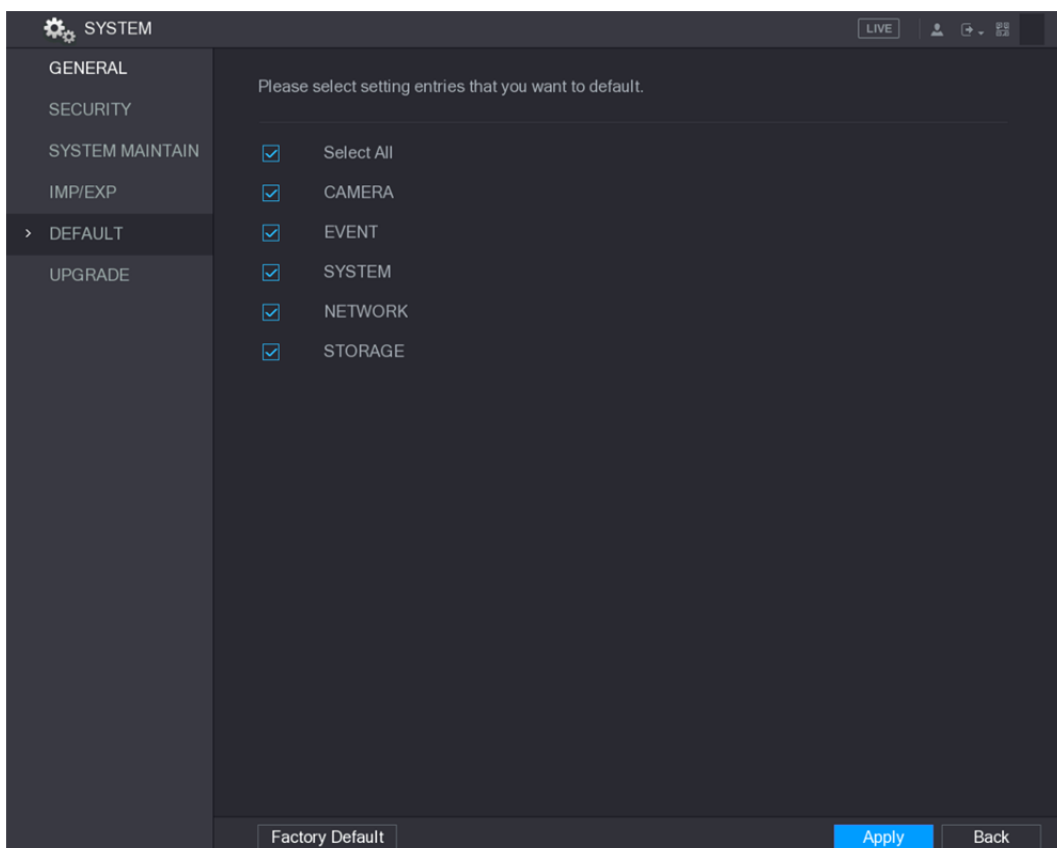 SYSTEM
LIVE
GENERAL
SECURITY
SYSTEM MAINTAIN
IMP/EXP
> DEFAULT
UPGRADE
Please select setting entries that you want to default.
Select All
CAMERA
EVENT
SYSTEM
NETWORK
STORAGE
Factory Default
Apply
Back